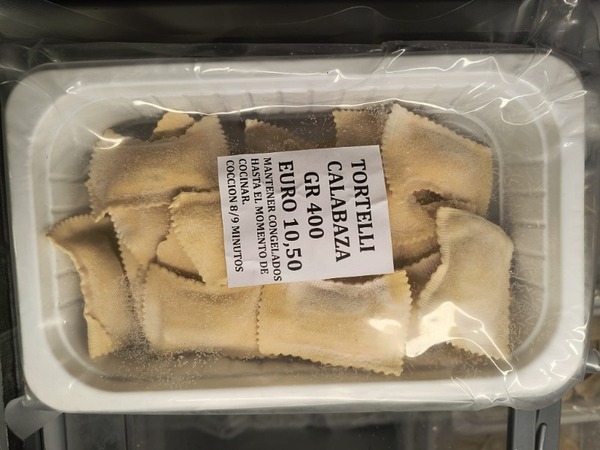 TORTELLI
CALABAZA
GR 400
EURO 10,50
MANTENER CONGELADOS
HASTA EL MOMENTO DE
COCINAR.
COCCION 8/9 MINUTOS